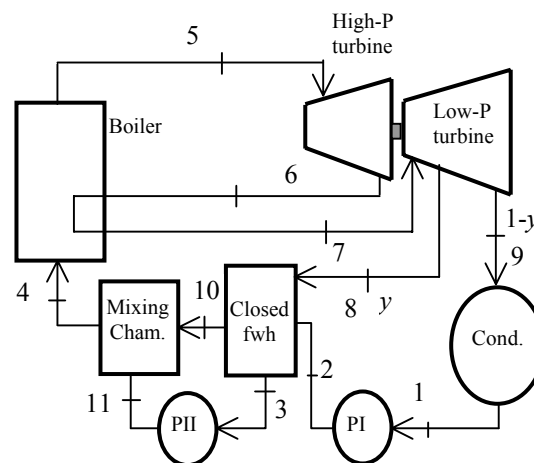 5
High-P
turbine
Boiler
Low-P
turbine
6
7
1-y
9
4
Mixing
Cham.
10
Closed
fwh
8
y
Cond.
2
11
PII
3
PI
1